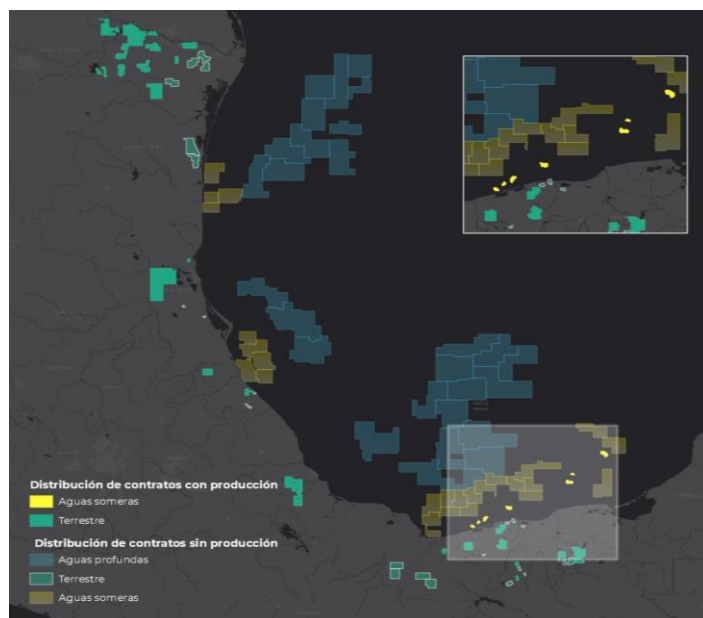 Distribución de contratos con producción
Aguas someras
Terrestre
Distribución de contratos sin producción
Aguas profundas
Terrestre
Aguas someras